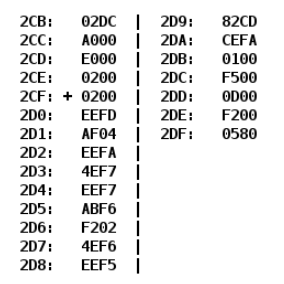 2CB: 02DC | 2D9: 82CD
2CC: A000 | 2DA: CEFA
2CD: E000 | 2DB: 0100
2CE: 0200 | 2DC: F500
2CF: + 0200 | 2DD: 0D00
2D0: EEFD | 2DE: F200
2D1: AF04 | 2DF: 0580
2D2: EEFA |
2D3: 4EF7 |
2D4: EEF7 |
2D5: ABF6 |
2D6: F202 |
2D7: 4EF6 |
2D8: EEF5 |